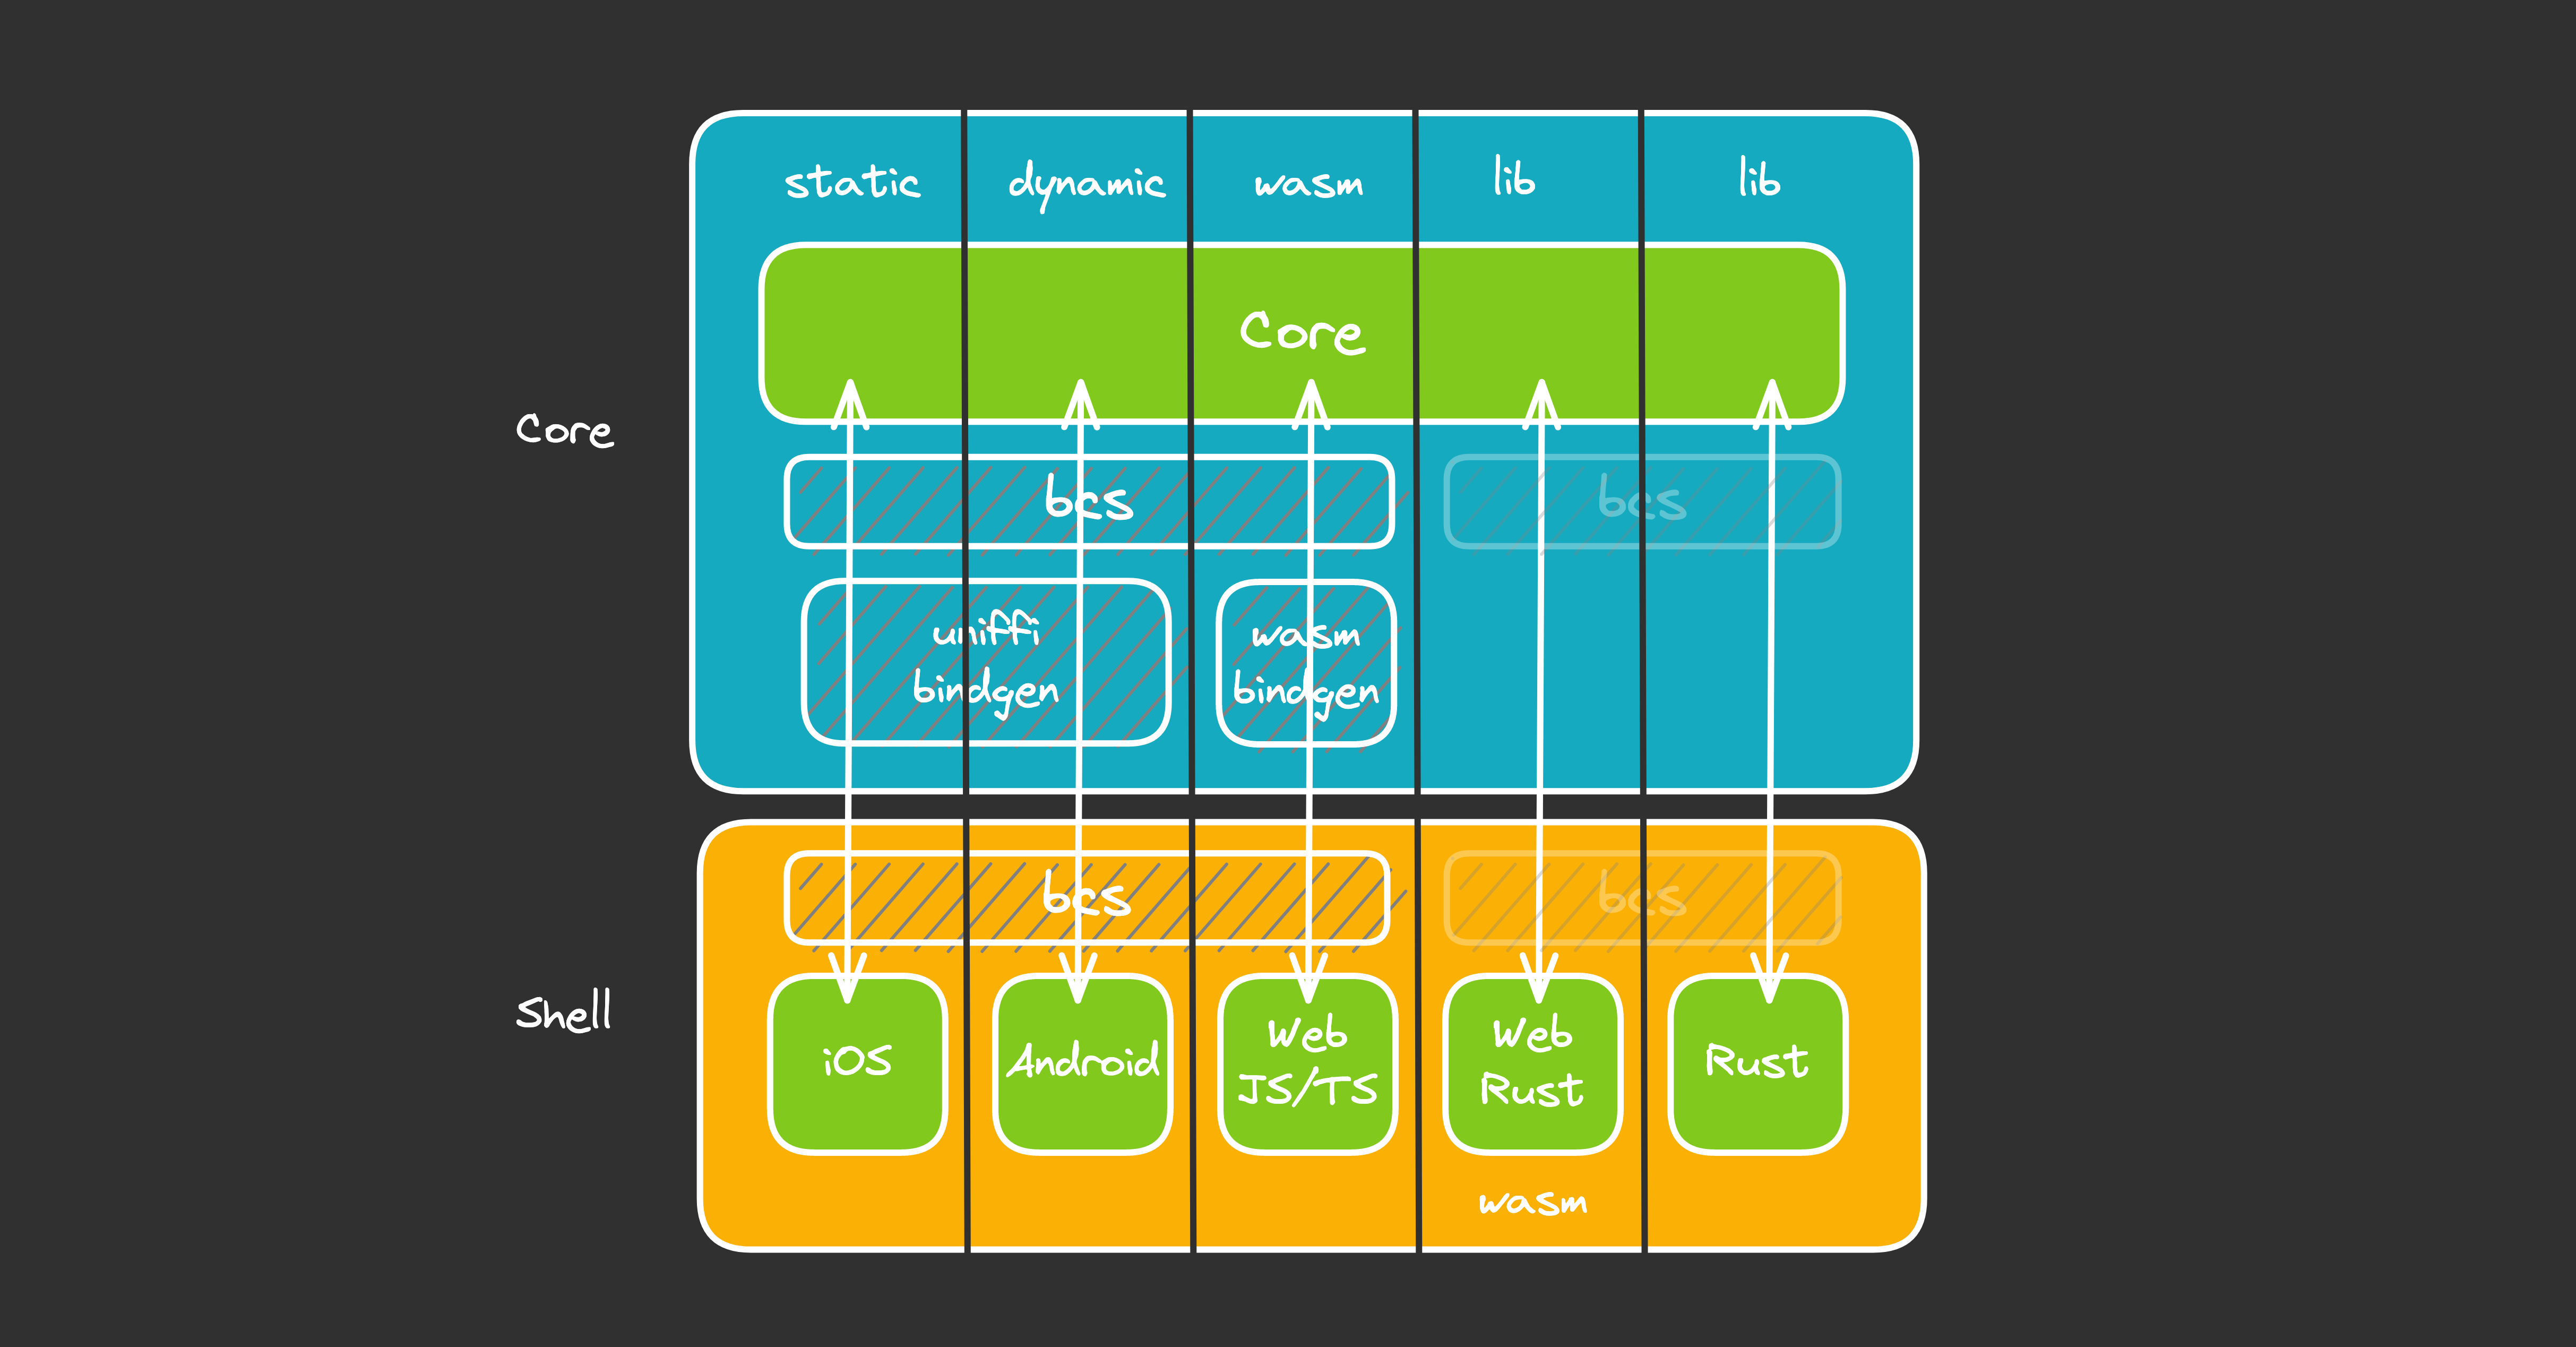 static
dynamic
wasm
lib
lib
Core
Core
bcs
bcs
uniffi
bindgen
wasm
bindgen
Shell
bcs
bcs
iOS
Android
Web
JS/TS
Web
Rust
Rust
wasm